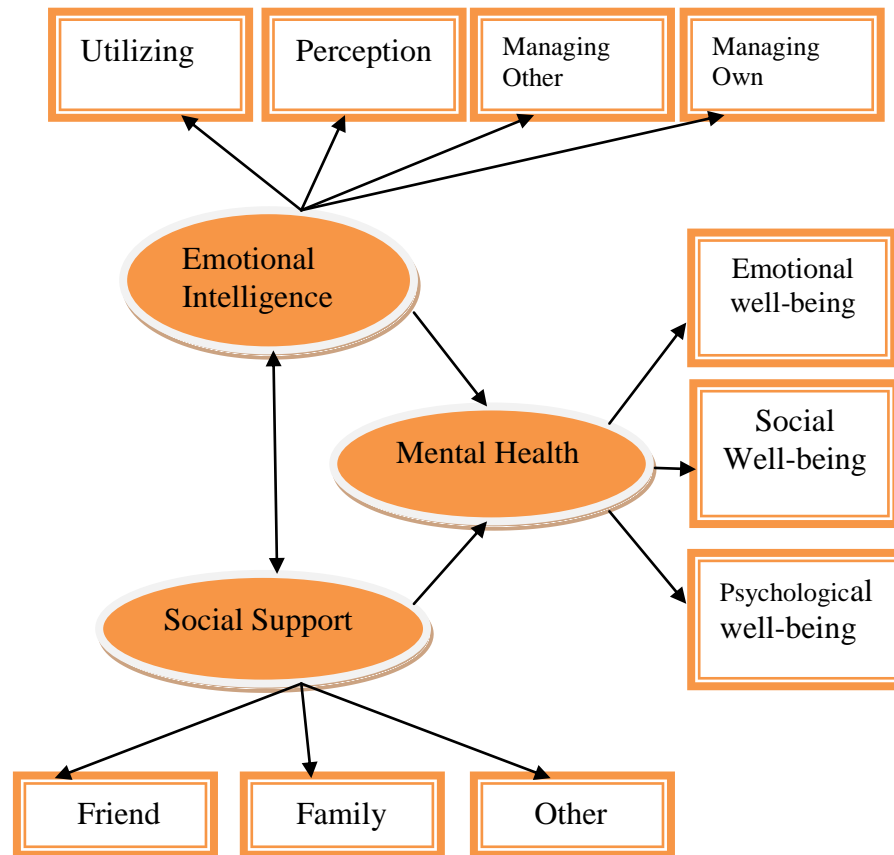 Utilizing
Perception
Managing
Other
Managing
Own
Emotional
Intelligence
Emotional
well-being
Mental Health
Social
Well-being
Psychological
well-being
Social Support
Friend
Family
Other